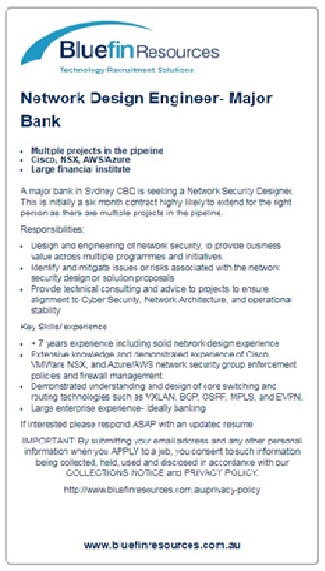 Bluefin Resources
Technology Recruitment Solutions
Network Design Engineer- Major
Bank
• Multiple projects in the pipeline
• Cisco, NSX, AWS/Azure
• Large financial institute
A major bank in Sydney CBD is seeking a Network Security Designer.
This is initially a six month contract highly likely to extend for the right
person as there are multiple projects in the pipeline.
Responsibilities:
• Design and engineering of network security, to provide business
value across multiple programmes and initiatives.
• Identify and mitigate issues or risks associated with the network
security design or solution proposals
• Provide technical consulting and advice to projects to ensure
alignment to Cyber Security, Network Architecture, and operational
stability
Key Skills/ experience
• + 7 years experience including solid network design experience
• Extensive knowledge and demonstrated experience of Cisco,
VMWare NSX, and Azure/AWS network security group enforcement
policies and firewall management.
• Demonstrated understanding and design of core switching and
routing technologies such as VXLAN, BGP, OSPF, MPLS, and EVPN.
• Large enterprise experience- ideally banking
If interested please respond ASAP with an updated resume
IMPORTANT: By submitting your email address and any other personal
information when you APPLY to a job, you consent to such information
being collected, held, used and disclosed in accordance with our
COLLECTIONS NOTICE and PRIVACY POLICY.
http://www.bluefinresources.com.au/privacy-policy
www.bluefinresources.com.au